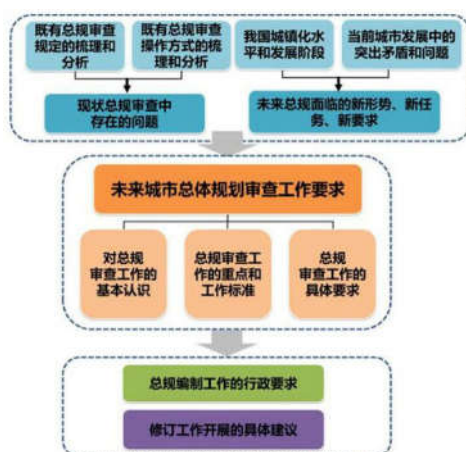 既有总规审查
规定的梳理和
分析
既有总规审查
操作方式的梳
理和分析
我国城镇化水
平和发展阶段
当前城市发展中的
突出矛盾和问题
现状总规审查中
存在的问题
未来总规面临的新形势、新任
务、新要求
未来城市总体规划审查工作要求
对总规
审查工作的
基本认识
总规审查工
作的重点和
工作标准
总规
审查工作的
具体要求
总规编制工作的行政要求
修订工作开展的具体建议